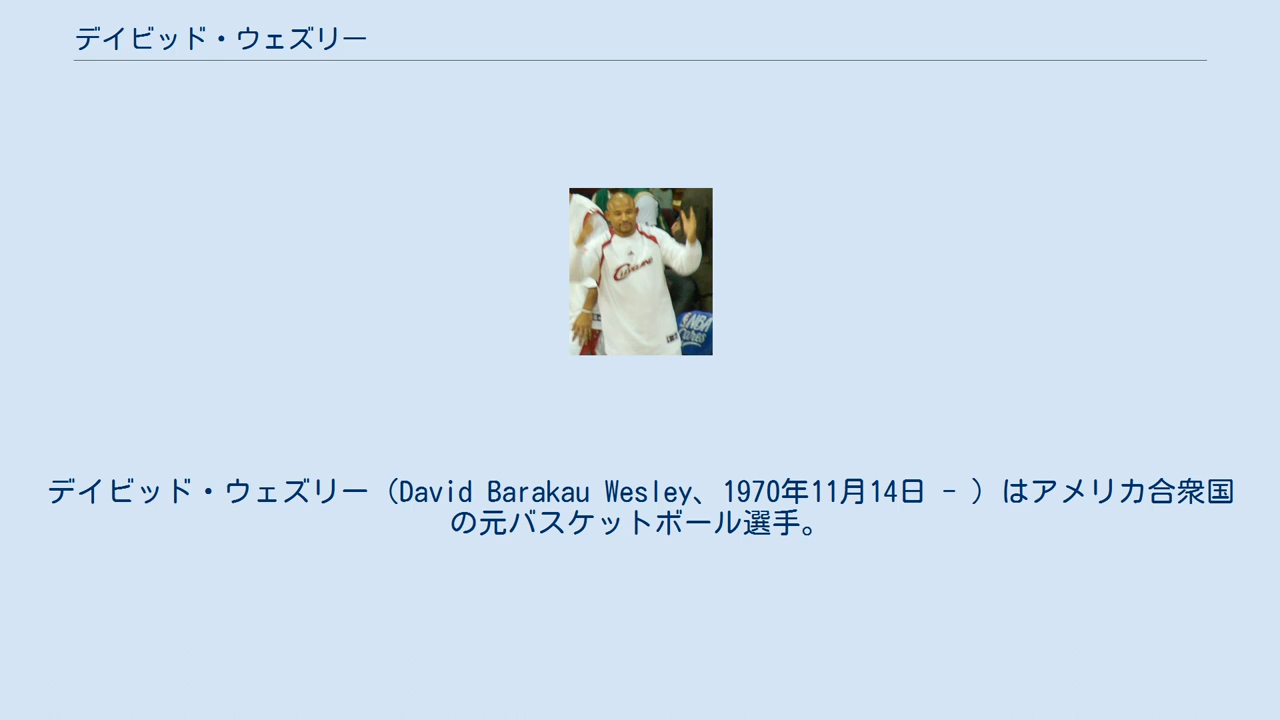 デイビッド・ウェズリー
NBA
Cares
デイビッド・ウェズリー（David Barakau Wesley、1970年11月14日 - ）はアメリカ合衆国
の元バスケットボール選手。